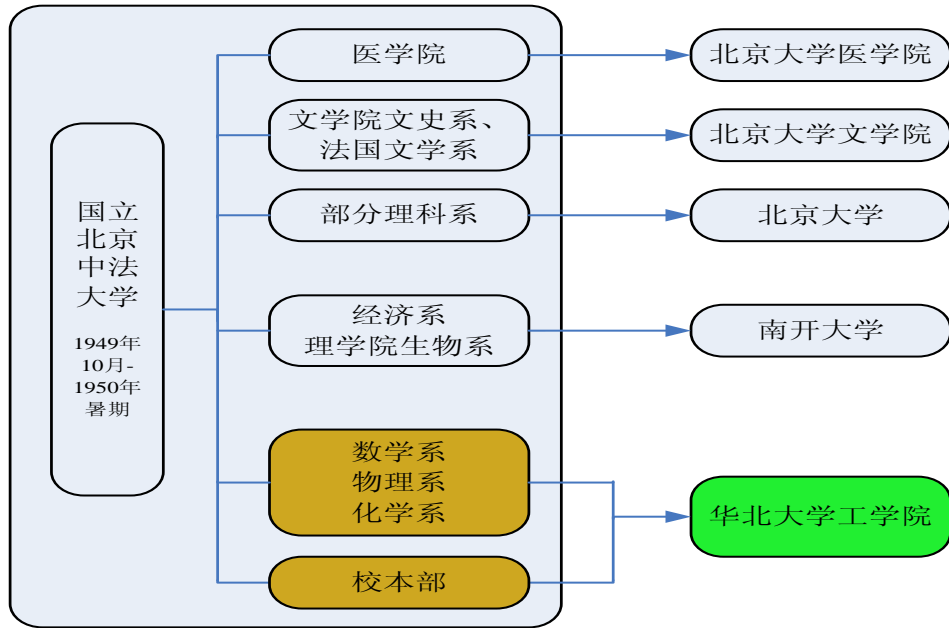 国立
北京
中法
大学
1949年
10月-
1950年
暑期
医学院
北京大学医学院
文学院文史系、
法国文学系
北京大学文学院
部分理科系
北京大学
经济系
理学院生物系
南开大学
数学系
物理系
化学系
华北大学工学院
校本部